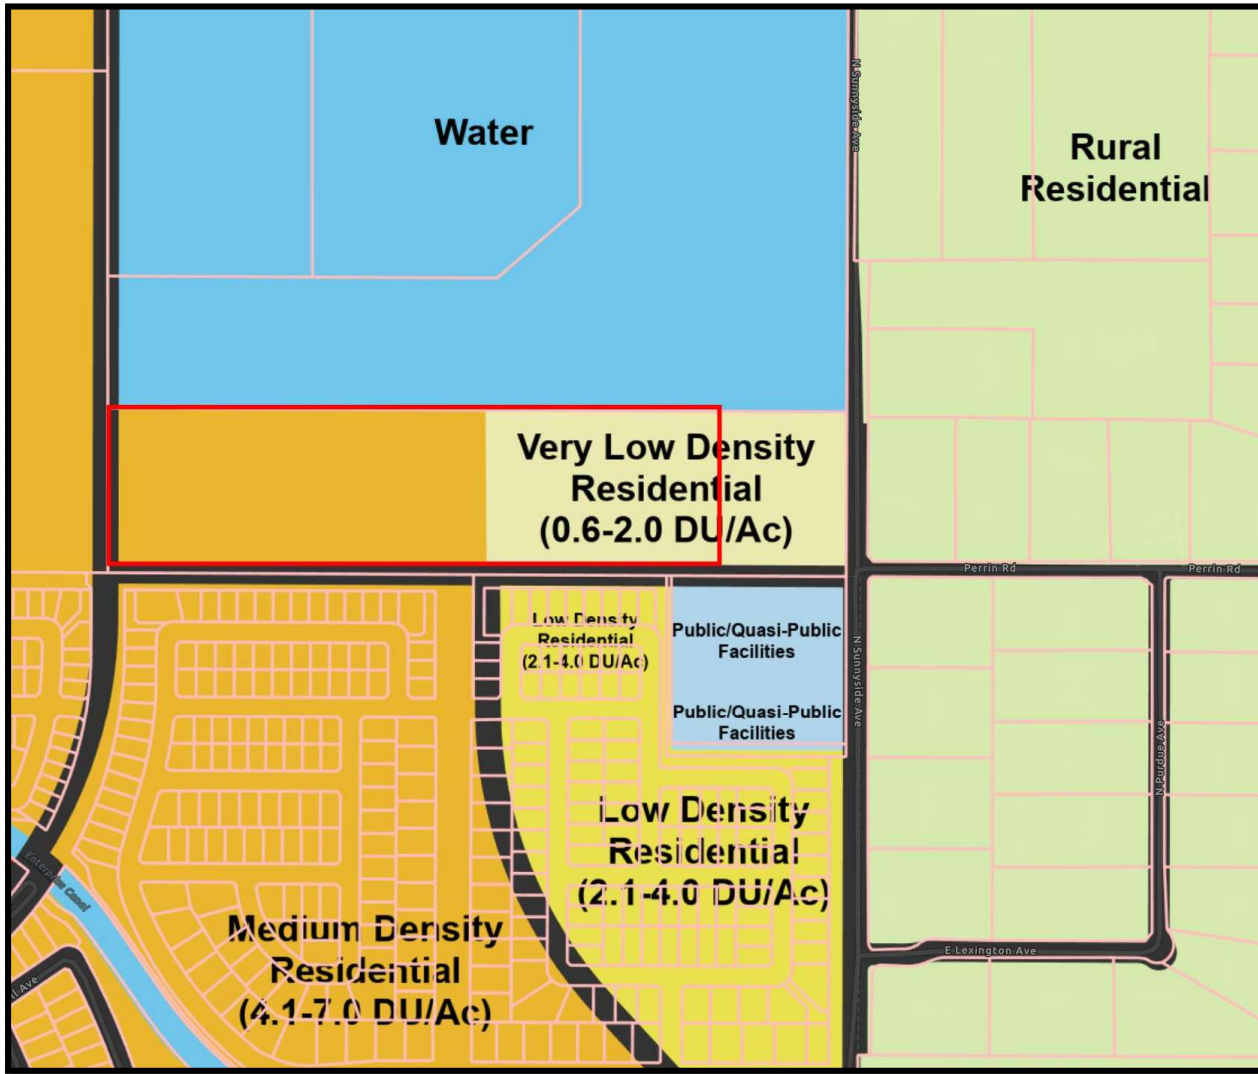 Water
N Sunnyside Ave
Rural
Residential
Very Low Density
Residential
(0.6-2.0 DU/Ac)
Perrin Rd
Perrin Rd
Low Density
Residential
(2.1-4.0 DU/Ac)
Public/Quasi-Public
Facilities
N Sunnyside Ave
Public/Quasi-Public
Facilities
N Purdue Ave
Low Density
Residential
(2.1-4.0 DU/Ac)
Enterprise Canal
Medium Density
Residential
(4.1-7.0 DU/Ac)
E Lexington Ave
Ave